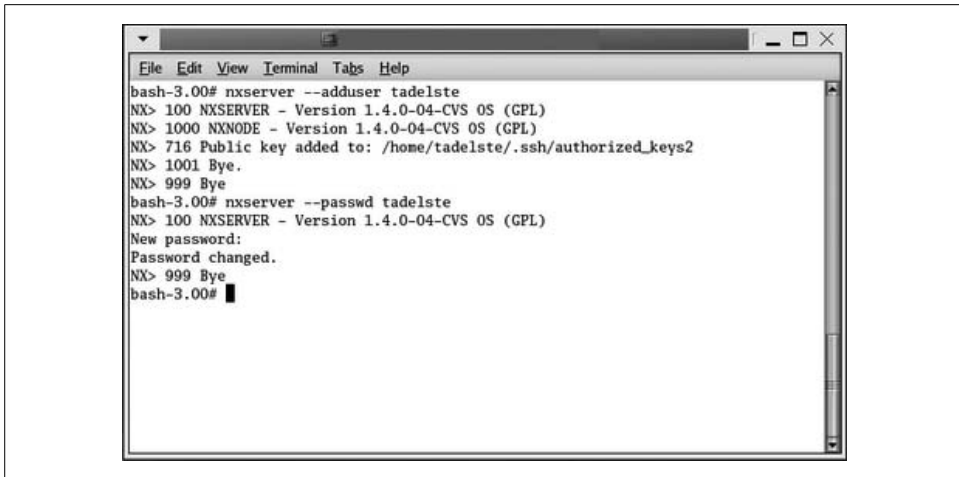 File Edit View Terminal Tabs Help
bash-3.00# nxserver --adduser tadelste
NX> 100 NXSERVER - Version 1.4.0-04-CVS OS (GPL)
NX> 1000 NXNODE - Version 1.4.0-04-CVS OS (GPL)
NX> 716 Public key added to: /home/tadelste/.ssh/authorized_keys2
NX> 1001 Bye.
NX> 999 Bye
bash-3.00# nxserver --passwd tadelste
NX> 100 NXSERVER - Version 1.4.0-04-CVS OS (GPL)
New password:
Password changed.
NX> 999 Bye
bash-3.00#